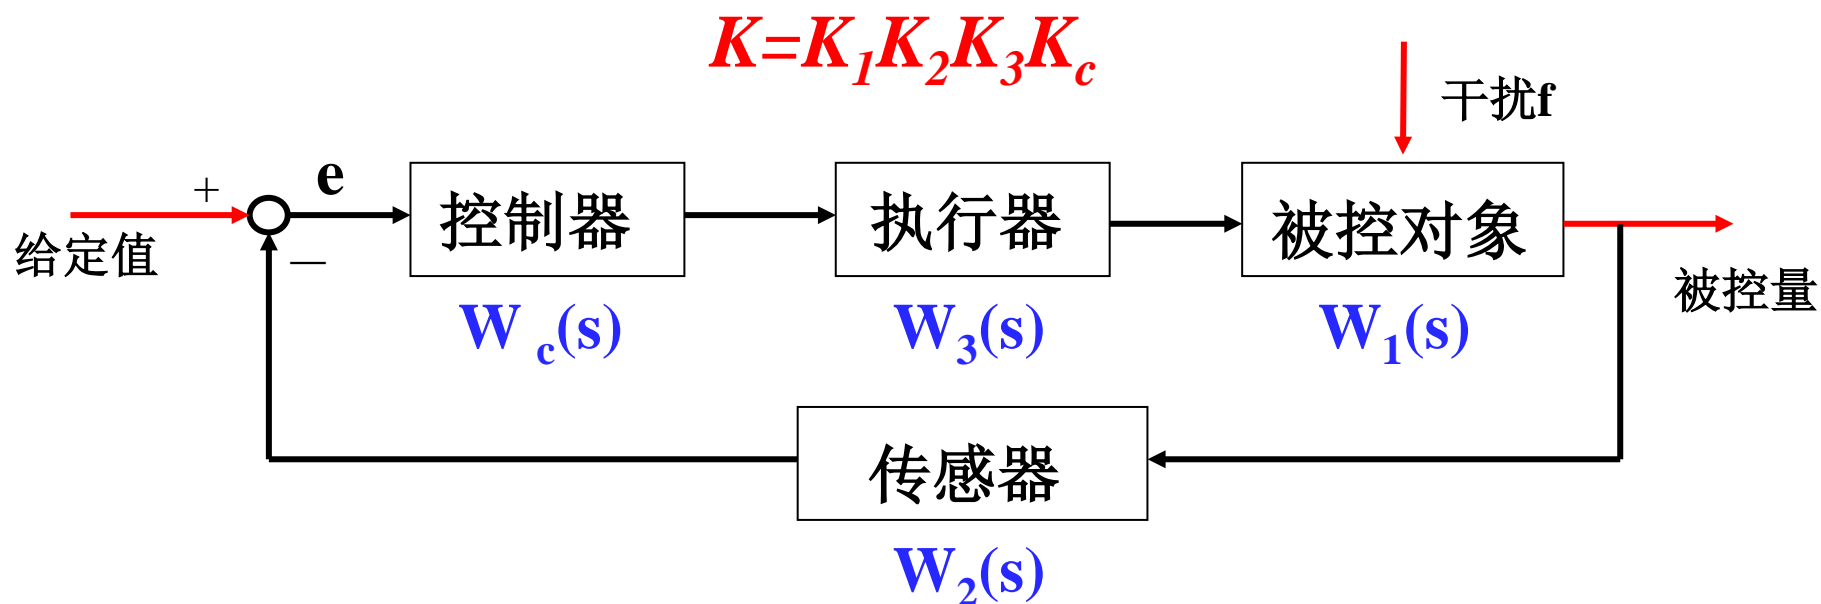 K=K1K2K3Kc
干扰f
+
e
控制器
执行器
被控对象
给定值
—
被控量
W c(s)
W3(s)
W1(s)
传感器
W2(s)